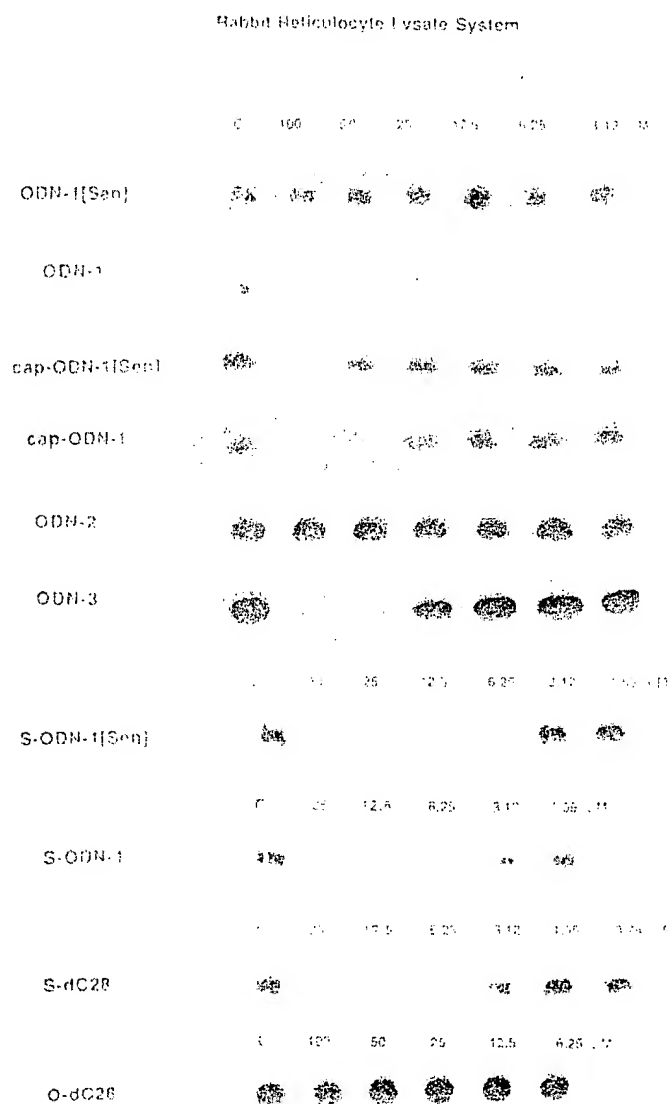 Rabbit Reticulocyte Lysate System
C 100 50 25 12.5 6.25 3.12 M
ODN-1[Sen]
ODN-1
cap-ODN-1[Sen]
cap-ODN-1
ODN-2
ODN-3
25 12.5 6.25 3.12
S-ODN-1[Sen]
C 25 12.5 6.25 3.12 M
S-ODN-1
25 12.5 6.25 3.12
S-dC28
100 50 25 12.5 6.25 M
O-dC28